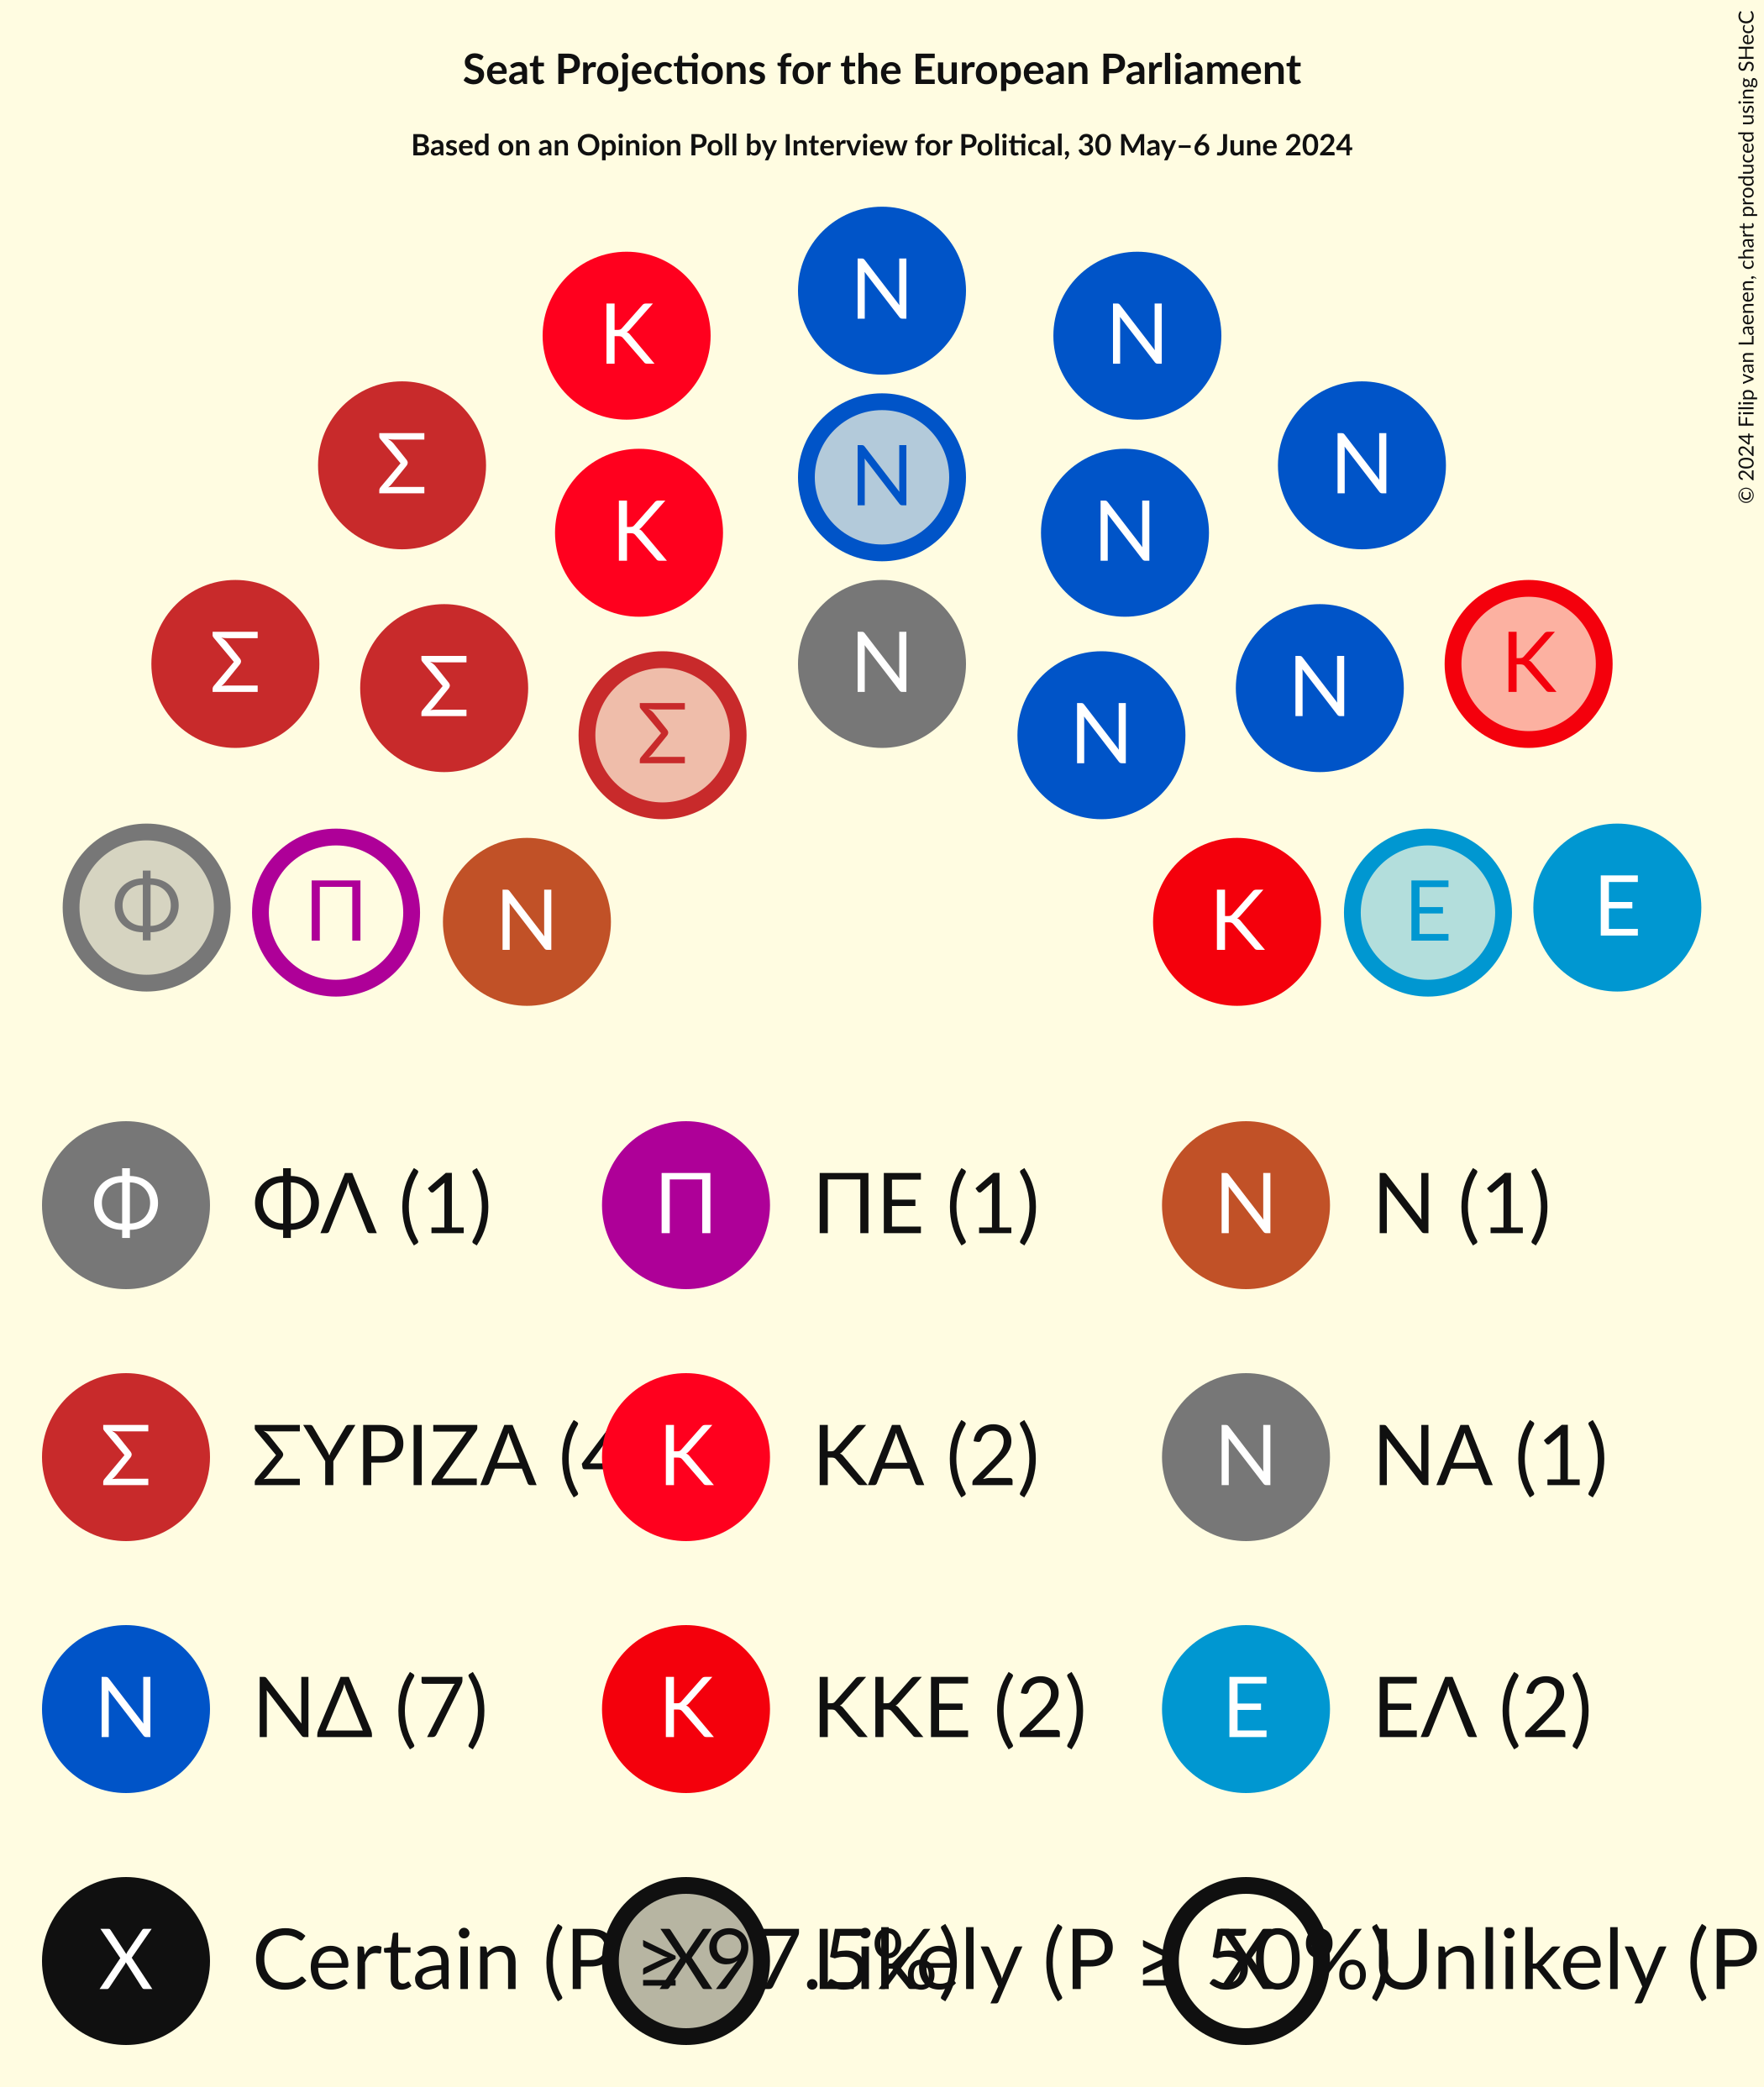 Seat Projections for the European Parliament
Based on an Opinion Poll by Interview for Political, 30 May–6 June 2024
© 2024 Filip van Laenen, chart produced using SHecC
N
K N
Σ N
N
K N
Σ K
N
Σ N
Σ N
Φ Π N K E E
Φ ΦΛ (1) Π ΠΕ (1) N N (1)
Σ ΣΥΡΙΖΑ (4 K ΚΑ (2) N ΝΑ (1)
N ΝΔ (7) K ΚΚΕ (2) E ΕΛ (2)
X Certain (P ≥ 97.5%) X Likely (P ≥ 50%) X Unlikely (P